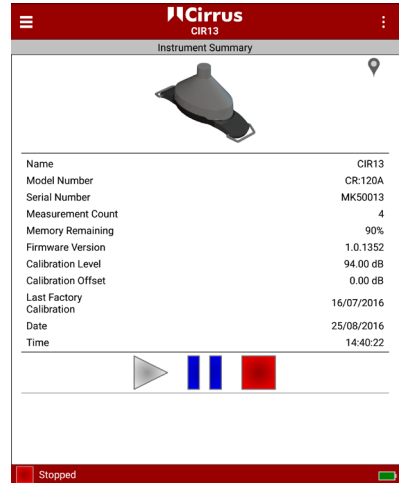 Cirrus
CIR13
Instrument Summary
Name CIR13
Model Number CR:120A
Serial Number MK50013
Measurement Count 4
Memory Remaining 90%
Firmware Version 1.0.1352
Calibration Level 94.00 dB
Calibration Offset 0.00 dB
Last Factory
Calibration 16/07/2016
Date 25/08/2016
Time 14:40:22
Stopped